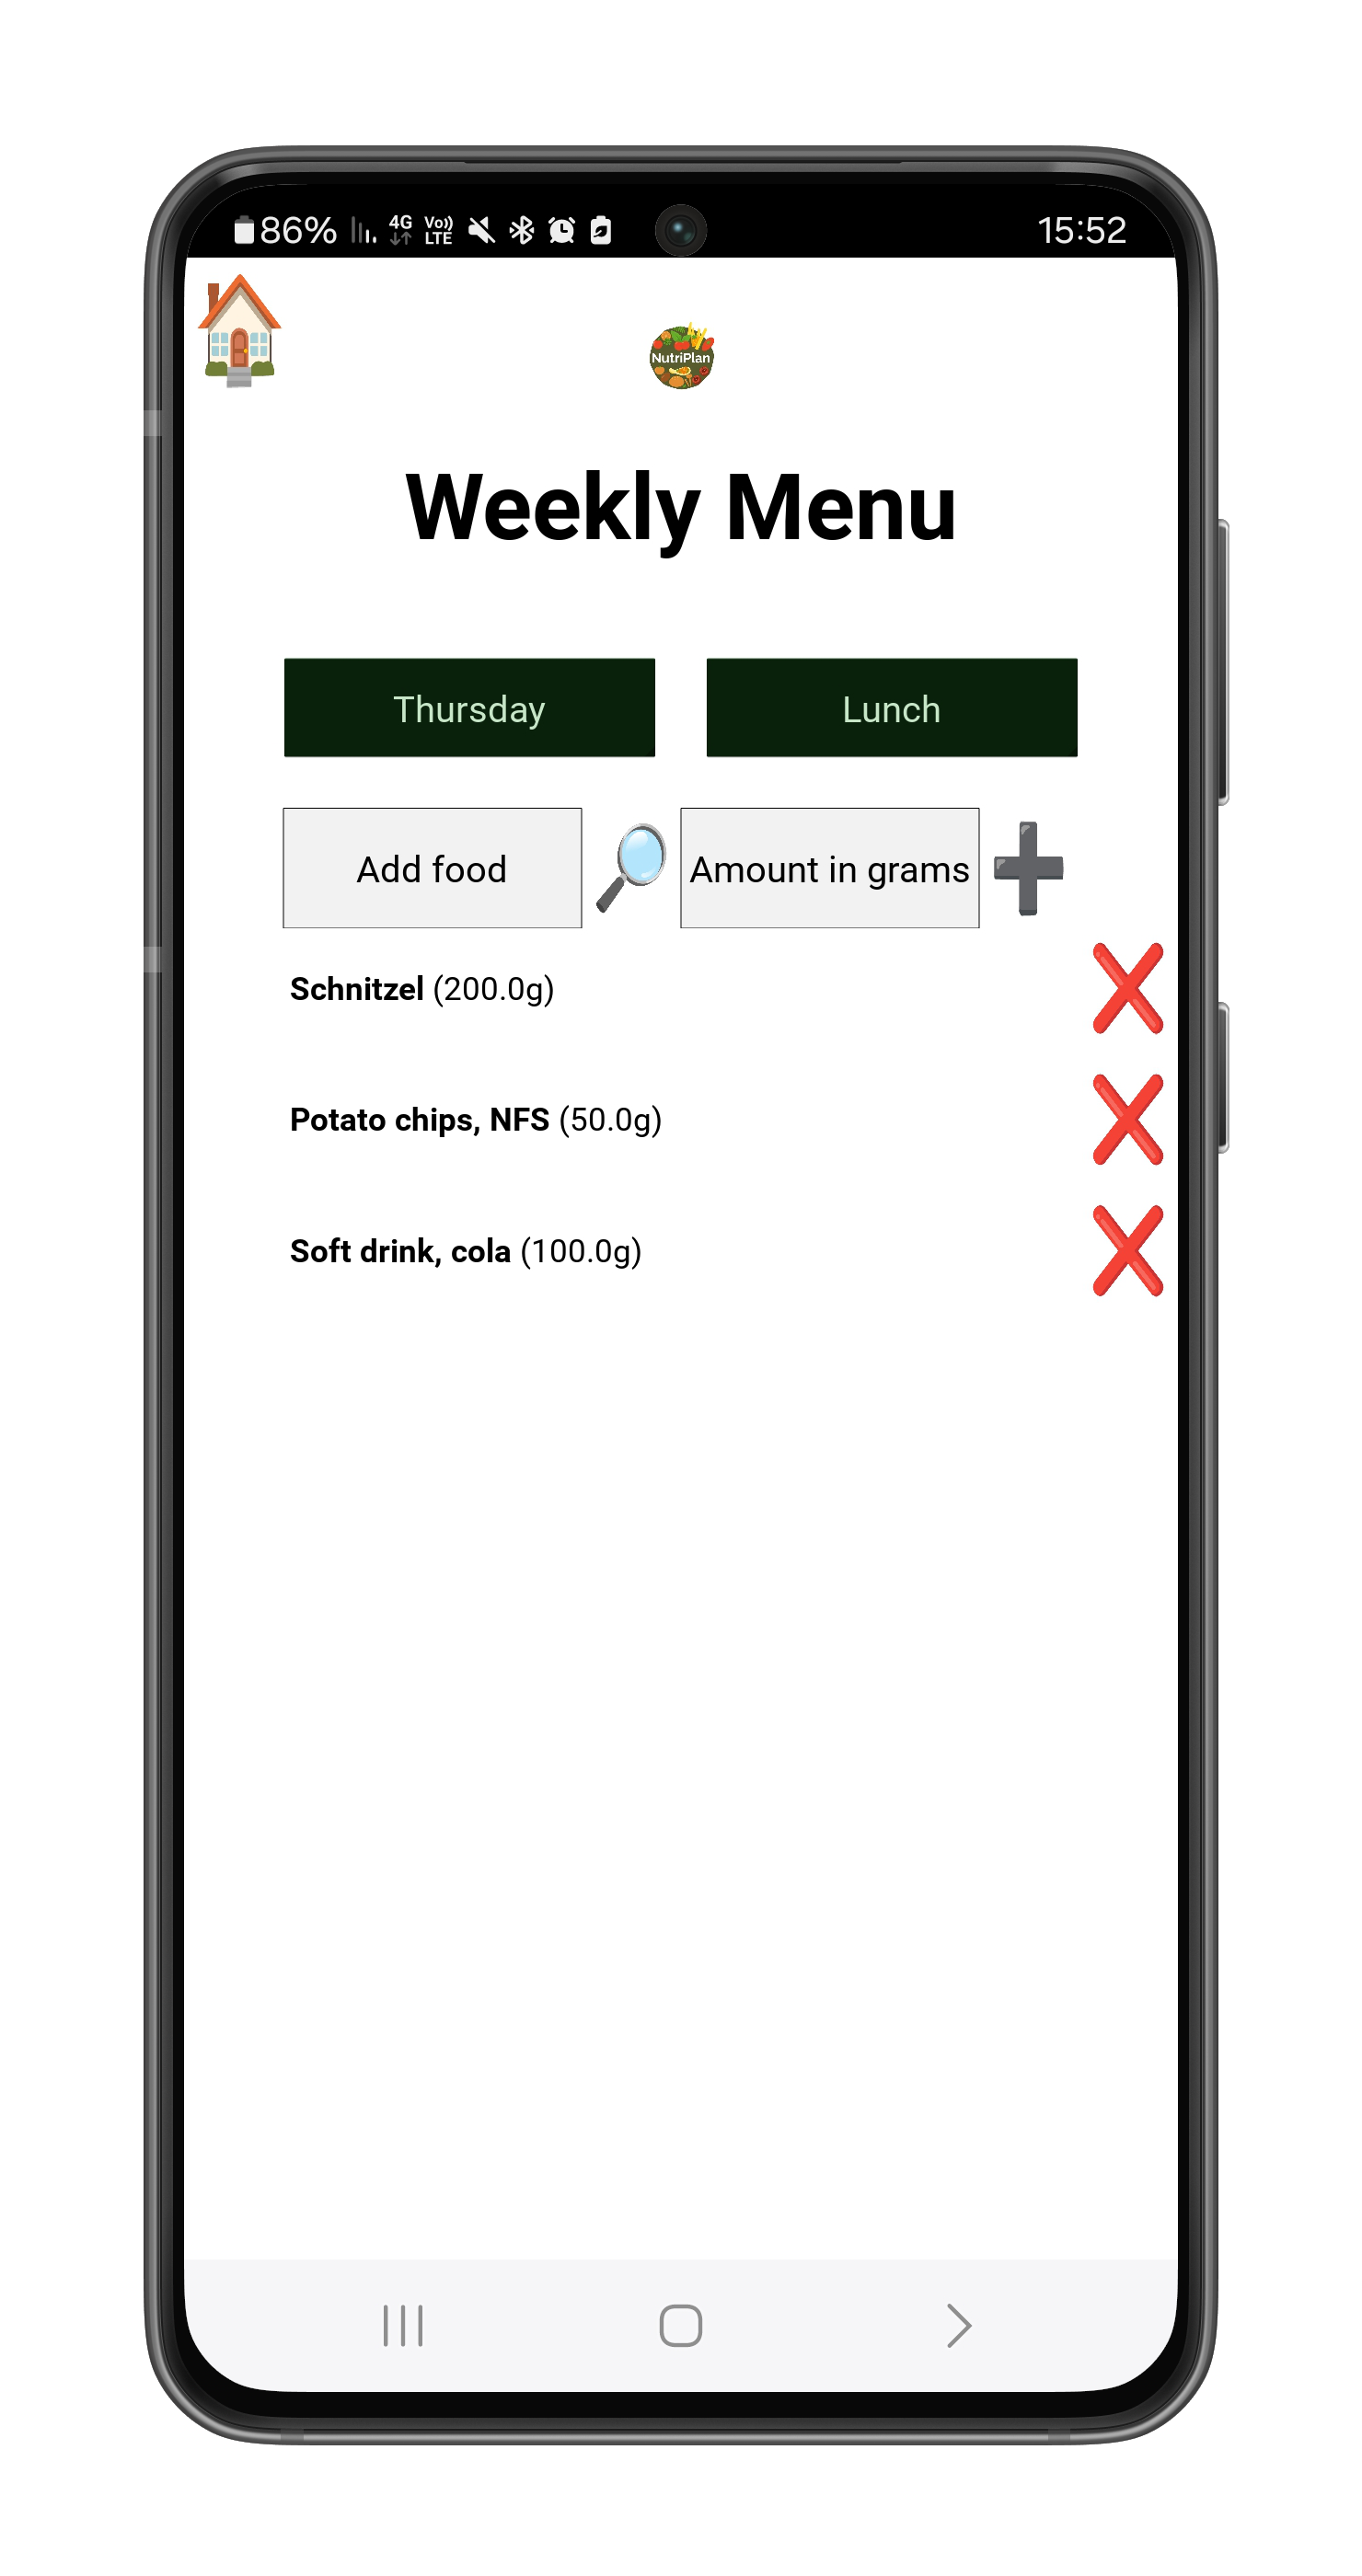 86% 4G Vo)) LTE 15:52
NutriPlan
Weekly Menu
Thursday Lunch
Add food Amount in grams
Schnitzel (200.0g)
Potato chips, NFS (50.0g)
Soft drink, cola (100.0g)